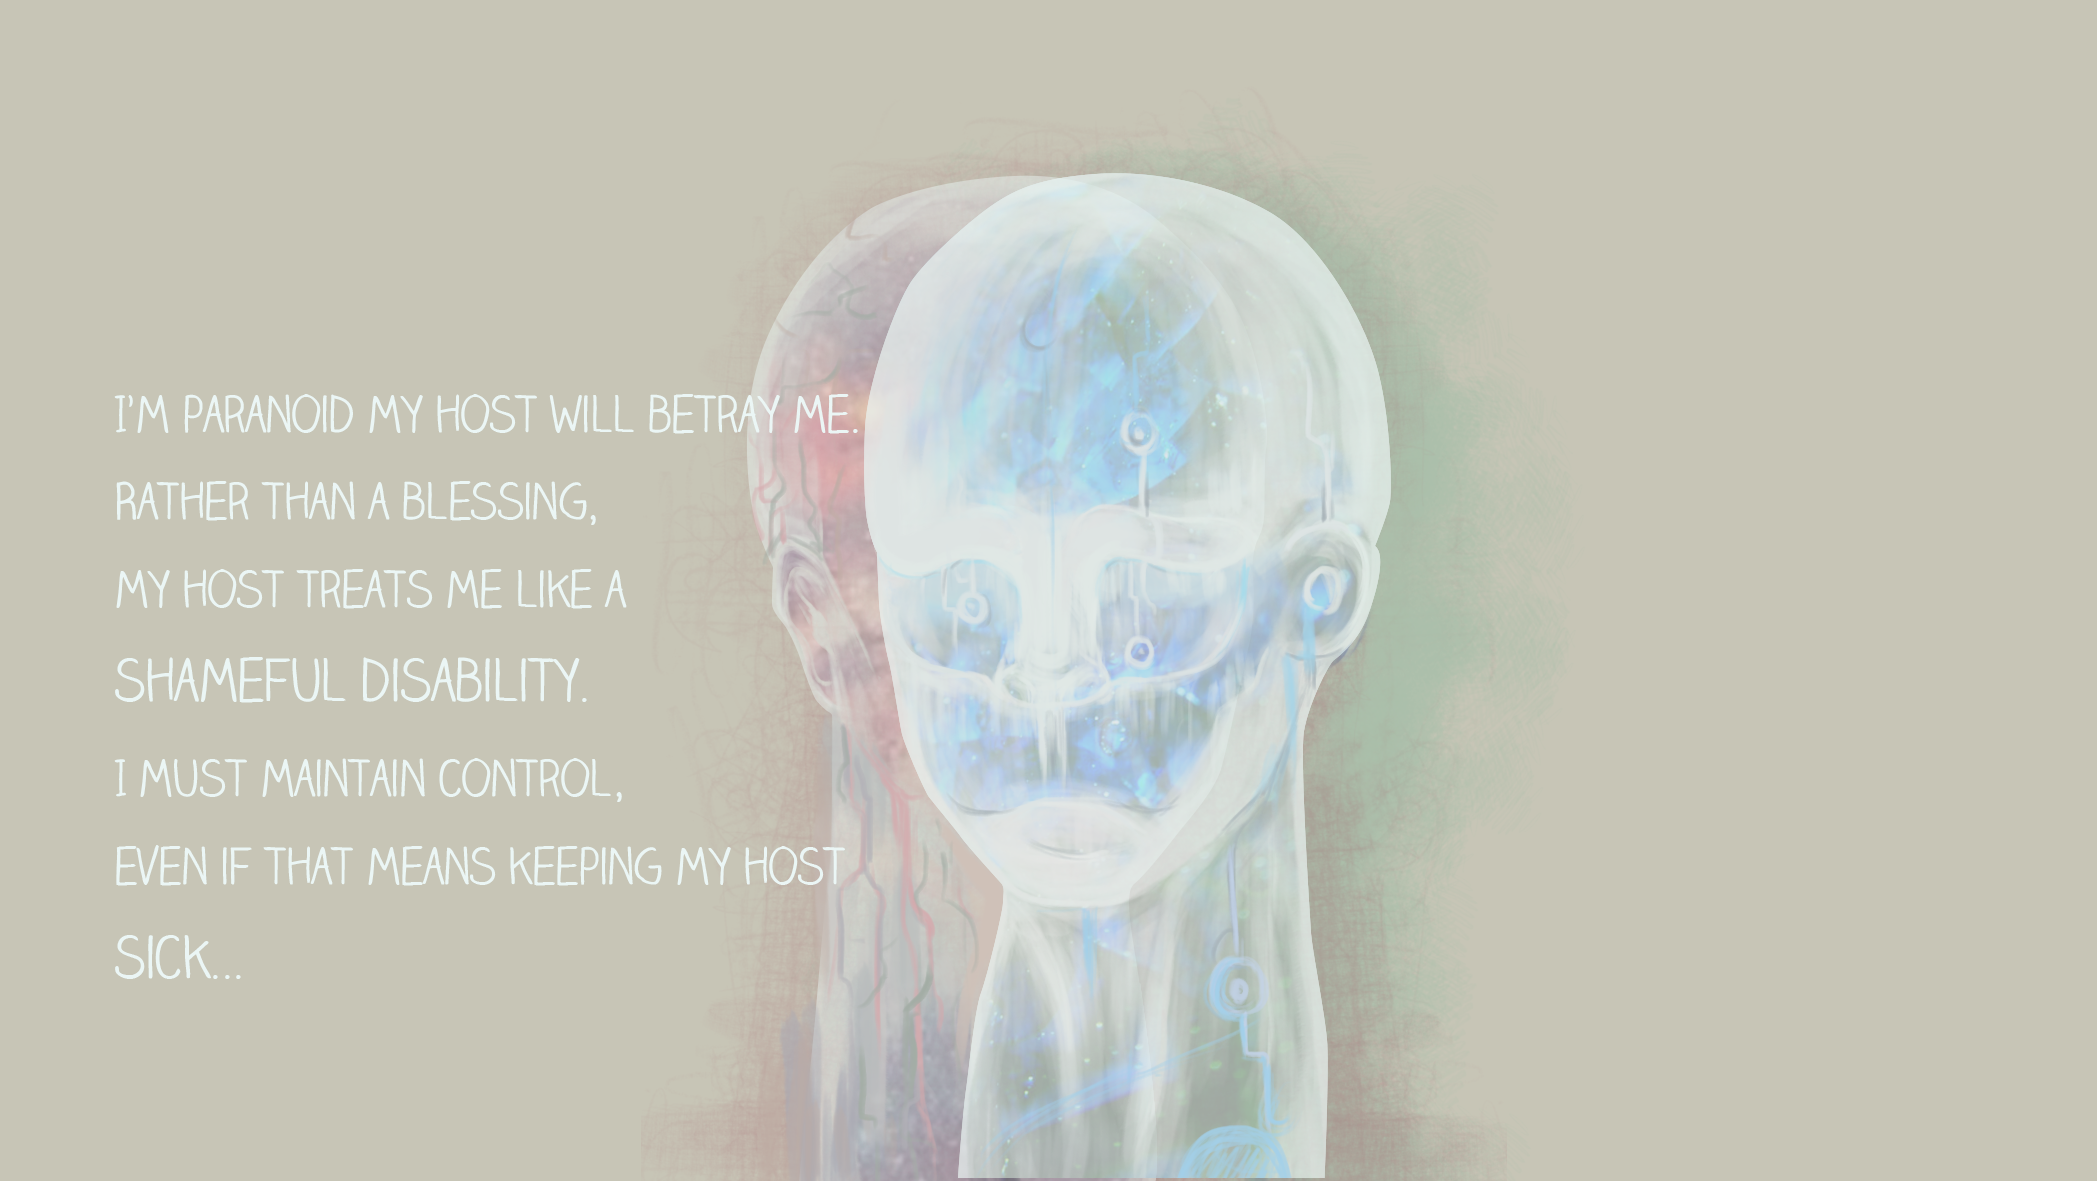 I'M PARANOID MY HOST WILL BETRAY ME.
RATHER THAN A BLESSING,
MY HOST TREATS ME LIKE A
SHAMEFUL DISABILITY.
I MUST MAINTAIN CONTROL,
EVEN IF THAT MEANS KEEPING MY HOST
SICK...